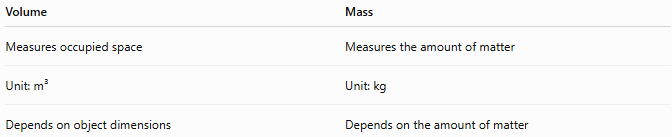 Volume Mass
Measures occupied space Measures the amount of matter
Unit: m³ Unit: kg
Depends on object dimensions Depends on the amount of matter